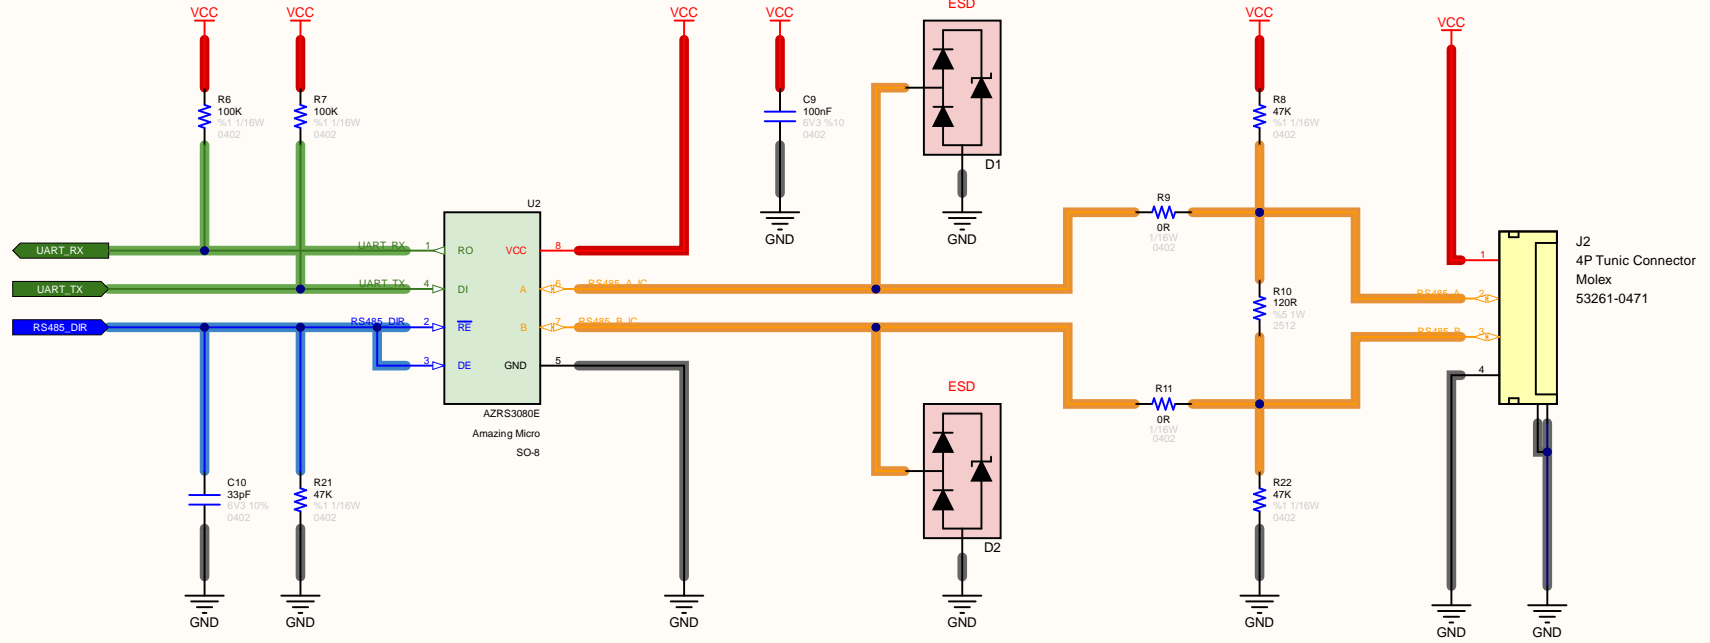 VCC
VCC
VCC
VCC
ESD
VCC
VCC
R6
100K
%1 1/16W
0402
R7
100K
%1 1/16W
0402
C9
100nF
6V3 %10
0402
D1
GND
GND
R8
47K
%1 1/16W
0402
R9
0R
1/16W
0402
U2
UART_RX
UART_RX
1
RO
VCC
8
UART_TX
UART_TX
4
DI
A
6
RS485_A_IC
RS485_DIR
RS485_DIR
2
RE
B
7
RS485_B_IC
3
DE
GND
5
AZRS3080E
Amazing Micro
SO-8
R10
120R
%5 1W
2512
J2
4P Tunic Connector
Molex
53261-0471
1
RS485_A
2
RS485_B
3
4
ESD
D2
R11
0R
1/16W
0402
C10
33pF
6V3 10%
0402
R21
47K
%1 1/16W
0402
R22
47K
%1 1/16W
0402
GND
GND
GND
GND
GND
GND
GND